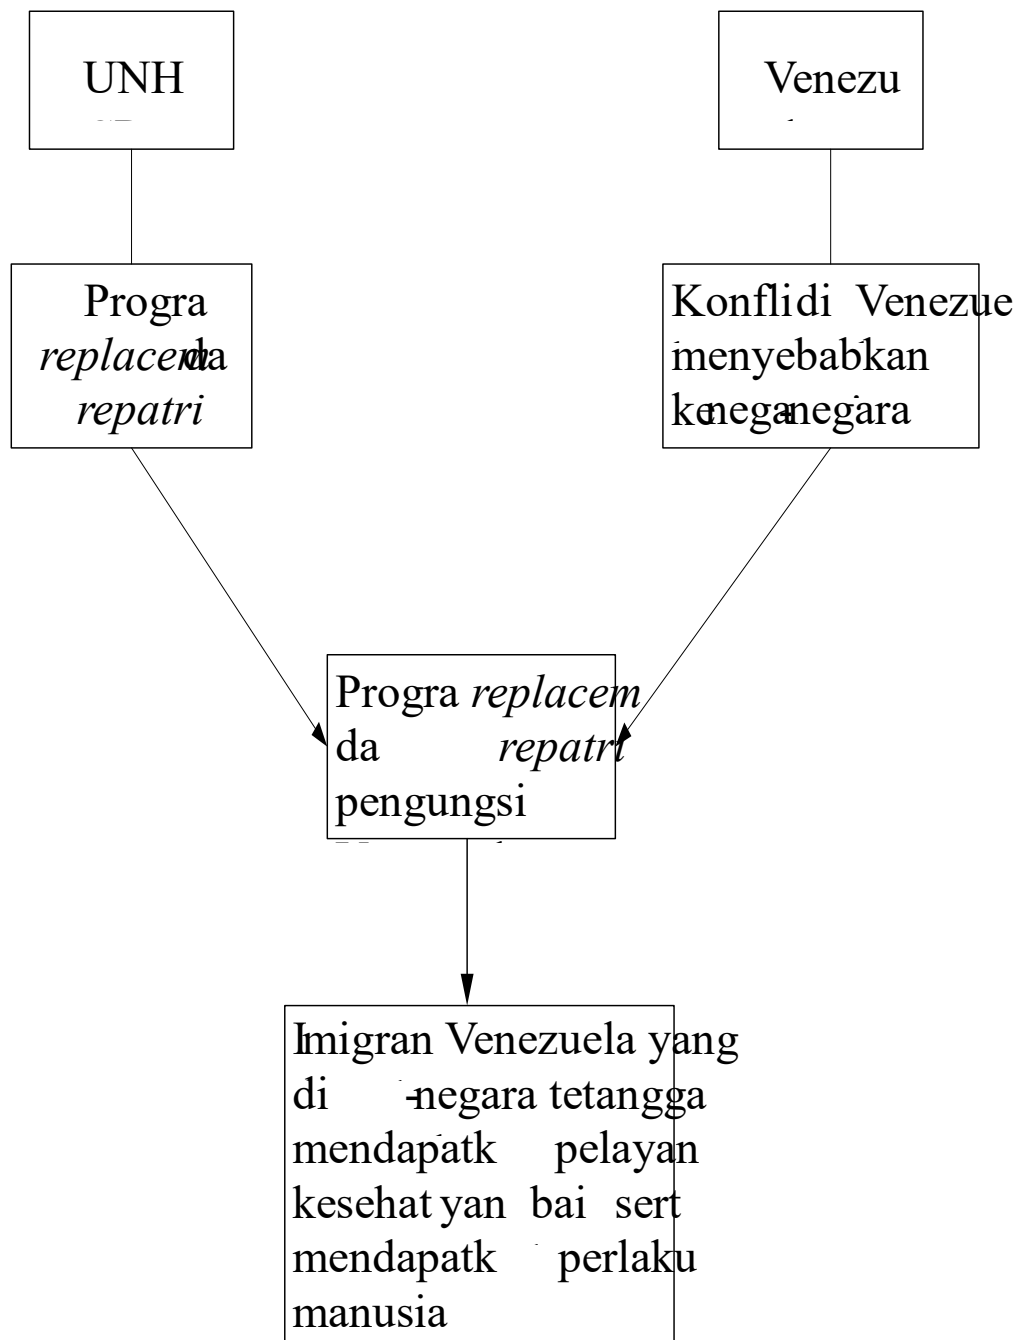 UNH
Venezu
Progra
replacem da
repatri
Konfli di Venezue
menyebabkan
ke nega-negara
Progra replacem
da repatri
pengungsi
Imigran Venezuela yang
di -negara tetangga
mendapatk pelayan
kesehat yan bai sert
mendapatk perlaku
manusia